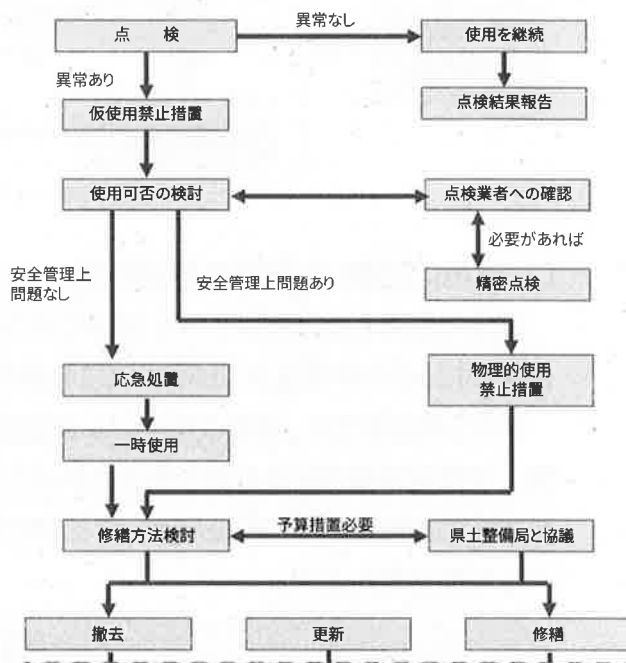 異常なし
点　検
使用を継続
異常あり
点検結果報告
仮使用禁止措置
使用可否の検討
点検業者への確認
必要があれば
安全管理上
問題なし
安全管理上問題あり
精密点検
物理的使用
禁止措置
応急処置
一時使用
予算措置必要
修繕方法検討
県土整備局と協議
撤去
更新
修繕